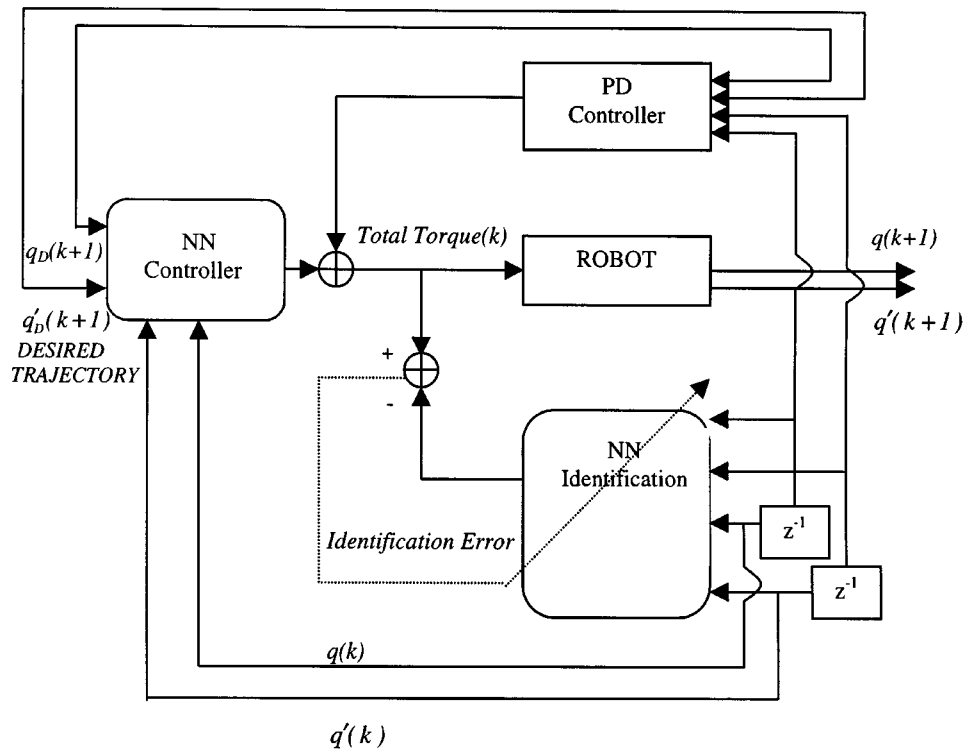 PD
Controller
NN
Controller
q_D(k+1)
q'_D(k+1)
DESIRED
TRAJECTORY
Total Torque(k)
ROBOT
q(k+1)
q'(k+1)
+
-
NN
Identification
Identification Error
z⁻¹
z⁻¹
q(k)
q'(k)